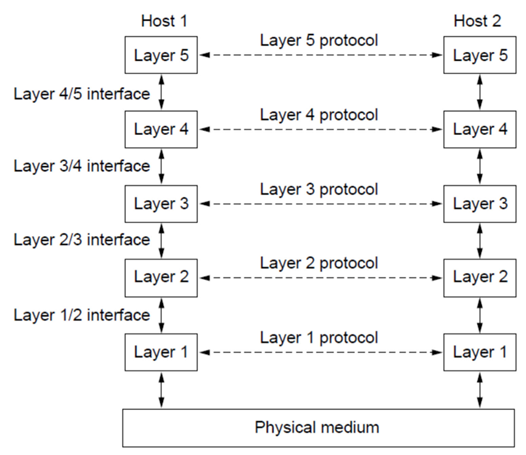 Host 1
Host 2
Layer 5
Layer 5 protocol
Layer 5
Layer 4/5 interface
Layer 4
Layer 4 protocol
Layer 4
Layer 3/4 interface
Layer 3
Layer 3 protocol
Layer 3
Layer 2/3 interface
Layer 2
Layer 2 protocol
Layer 2
Layer 1/2 interface
Layer 1
Layer 1 protocol
Layer 1
Physical medium